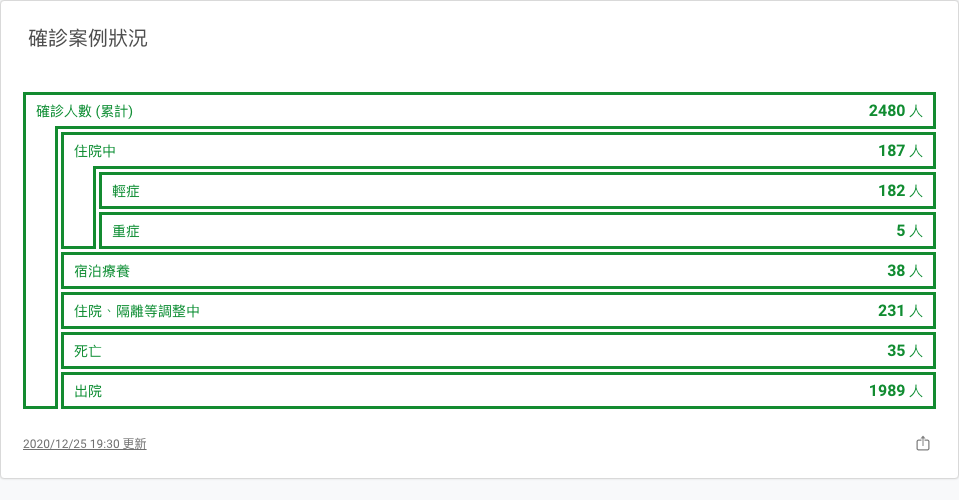 確診案例狀況
確診人數 (累計) 2480 人
住院中 187 人
輕症 182 人
重症 5 人
宿泊療養 38 人
住院、隔離等調整中 231 人
死亡 35 人
出院 1989 人
2020/12/25 19:30 更新